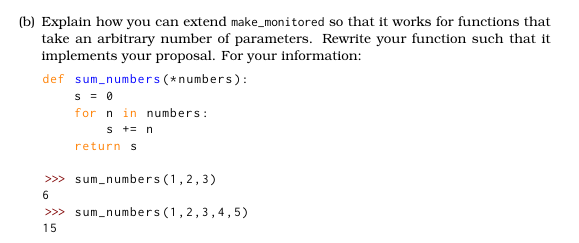 (b) Explain how you can extend make_monitored so that it works for functions that
take an arbitrary number of parameters. Rewrite your function such that it
implements your proposal. For your information:
def sum_numbers(*numbers):
    s = 0
    for n in numbers:
        s += n
    return s
>>> sum_numbers(1,2,3)
6
>>> sum_numbers(1,2,3,4,5)
15